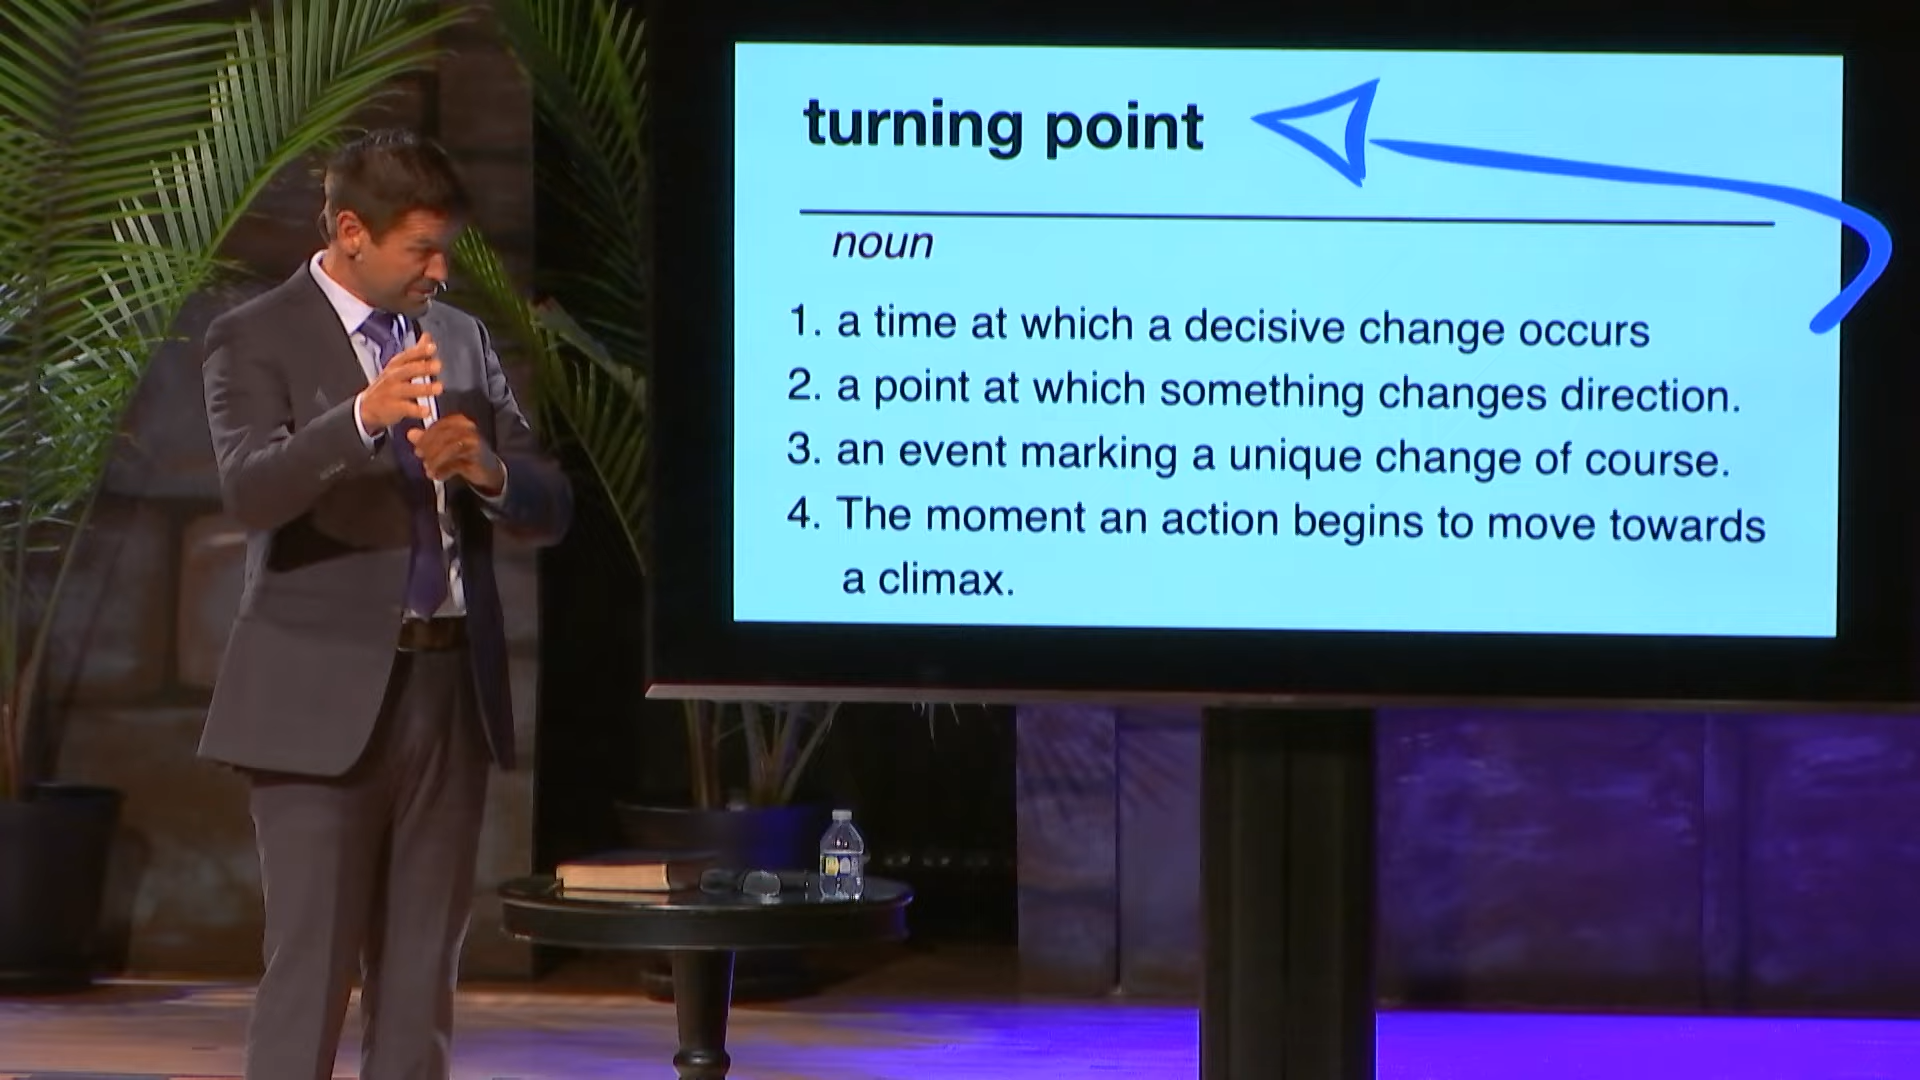 turning point
noun
1. a time at which a decisive change occurs
2. a point at which something changes direction.
3. an event marking a unique change of course.
4. The moment an action begins to move towards
a climax.